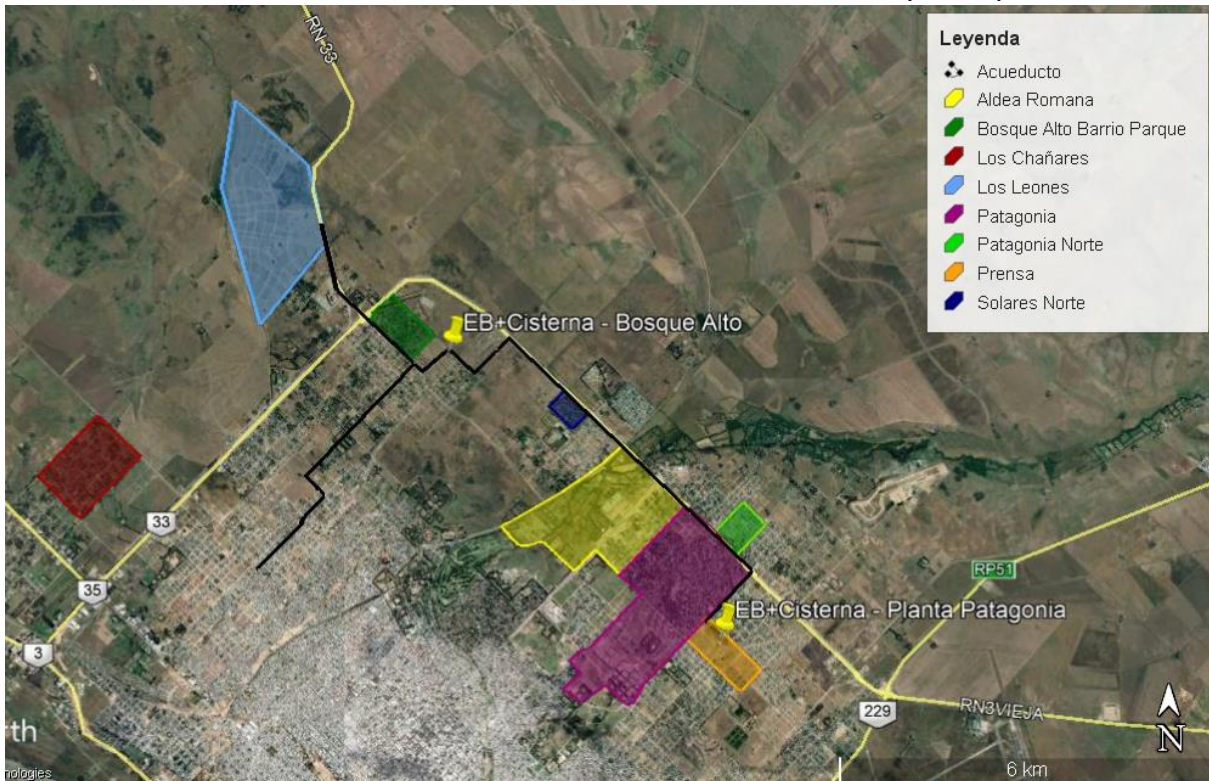 RN 33
Leyenda
Acueducto
Aldea Romana
Bosque Alto Barrio Parque
Los Chañares
Los Leones
Patagonia
Patagonia Norte
Prensa
Solares Norte
EB+Cisterna - Bosque Alto
33
35
3
RP51
EB+Cisterna - Planta Patagonia
229
RN3VIEJA
th
N
6 km
nologies